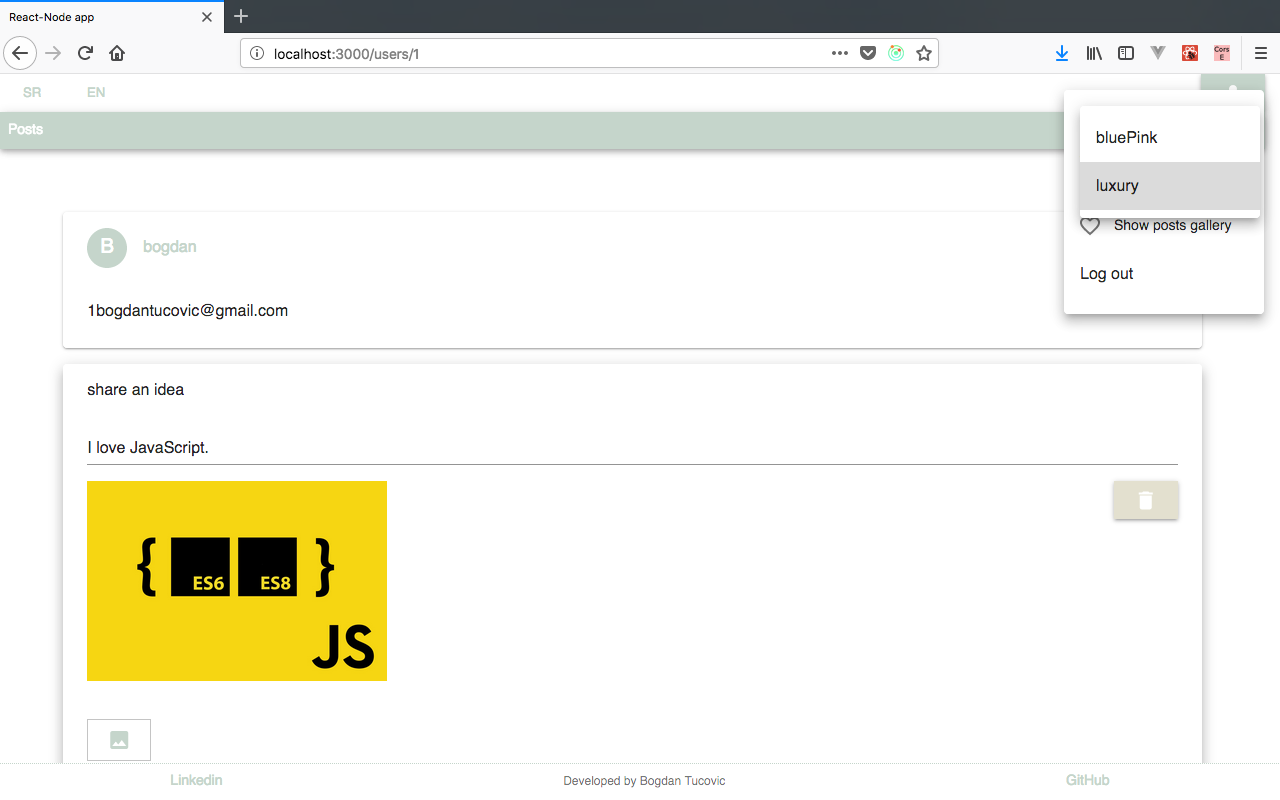 React-Node app
localhost:3000/users/1
Cors
E
SR
EN
Posts
bluePink
luxury
Show posts gallery
Log out
B
bogdan
1bogdantucovic@gmail.com
share an idea
I love JavaScript.
{ ES6 ES8 }
JS
Linkedin
Developed by Bogdan Tucovic
GitHub